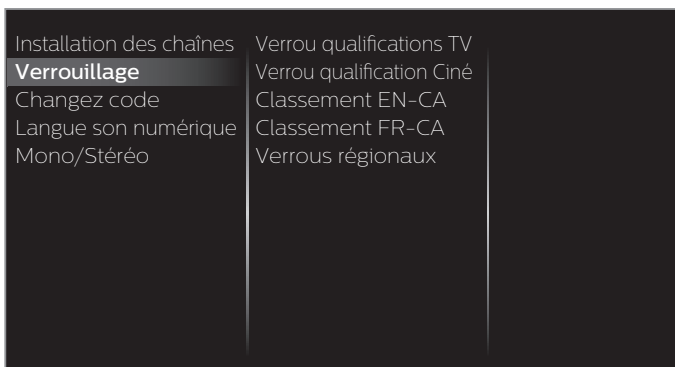 Installation des chaînes
Verrouillage
Changez code
Langue son numérique
Mono/Stéréo
Verrou qualifications TV
Verrou qualification Ciné
Classement EN-CA
Classement FR-CA
Verrous régionaux